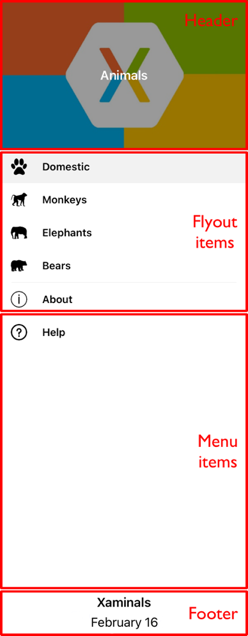 Header
Animals
Domestic
Monkeys
Flyout
items
Elephants
Bears
About
Help
Menu
items
Xaminals
Footer
February 16